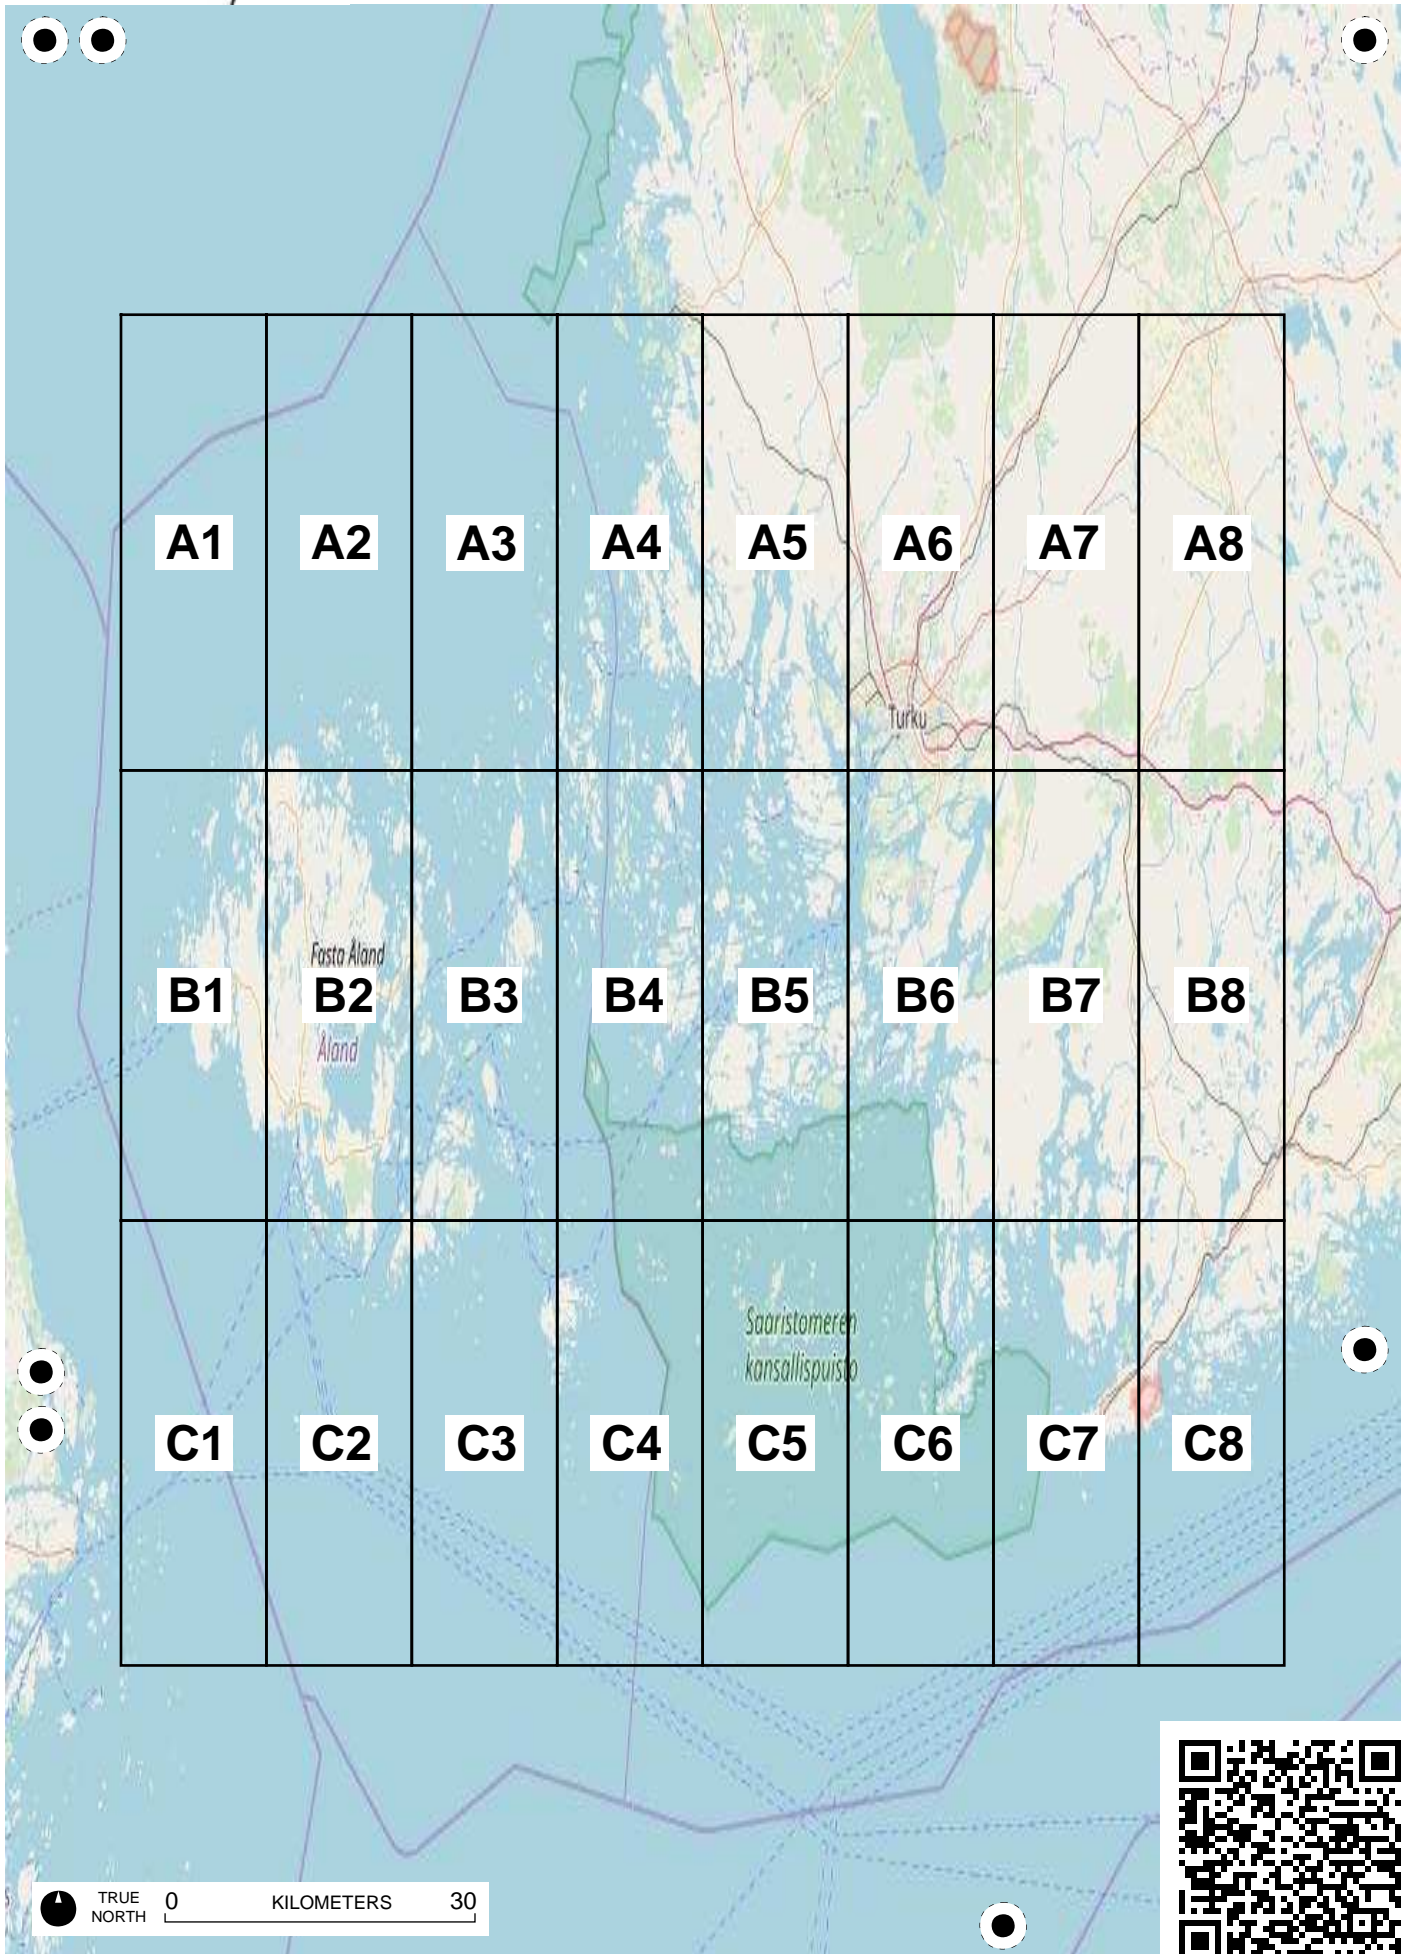 A1
A2
A3
A4
A5
A6
A7
A8
Turku
Fasta Åland
B1
B2
B3
B4
B5
B6
B7
B8
Åland
Saaristomeren
kansallispuisto
C1
C2
C3
C4
C5
C6
C7
C8
TRUE
NORTH
0
KILOMETERS
30